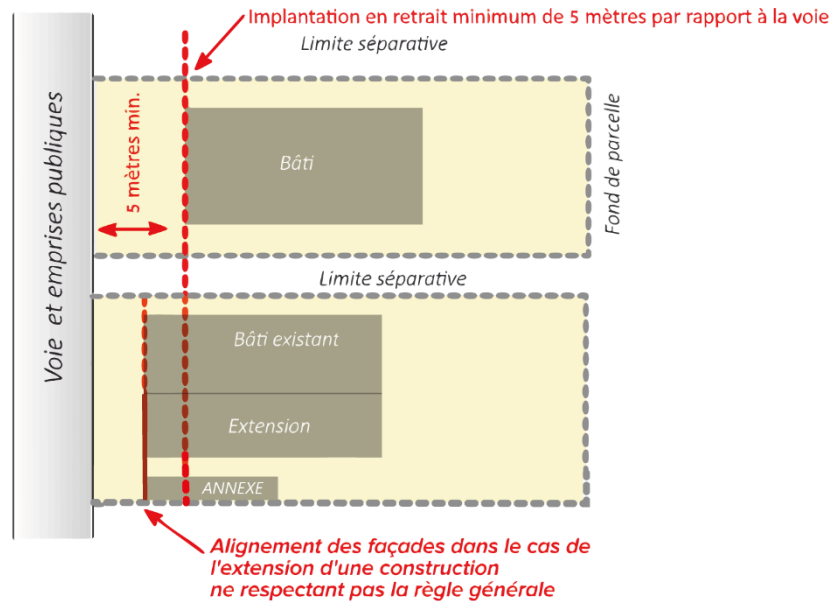 Implantation en retrait minimum de 5 mètres par rapport à la voie
Limite séparative
Voie et emprises publiques
5 mètres min.
Bâti
Fond de parcelle
Limite séparative
Bâti existant
Extension
ANNEXE
Alignement des façades dans le cas de
l'extension d'une construction
ne respectant pas la règle générale